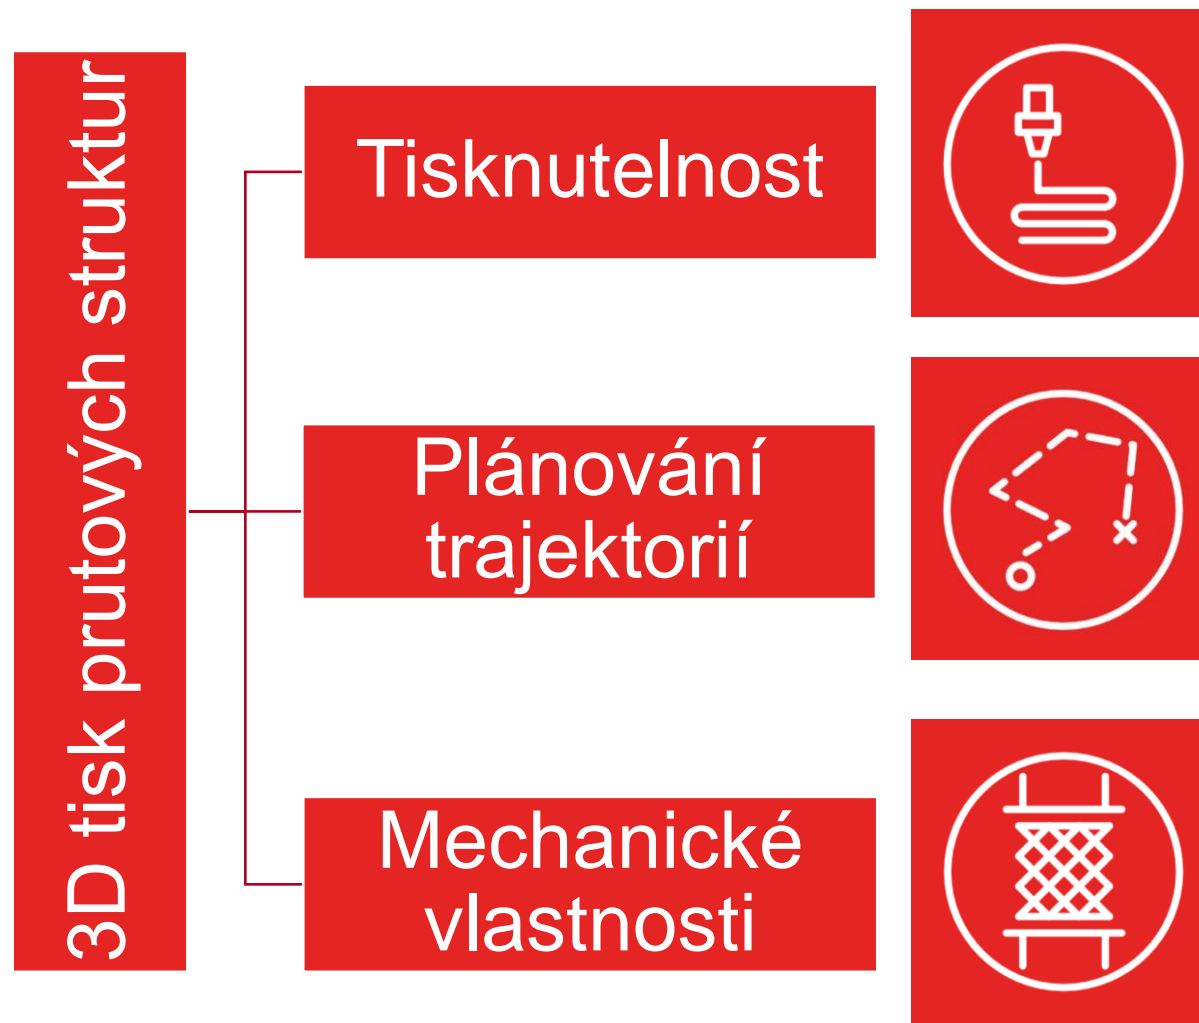 3D tisk prutových struktur
Tisknutelnost
Plánování
trajektorií
Mechanické
vlastnosti